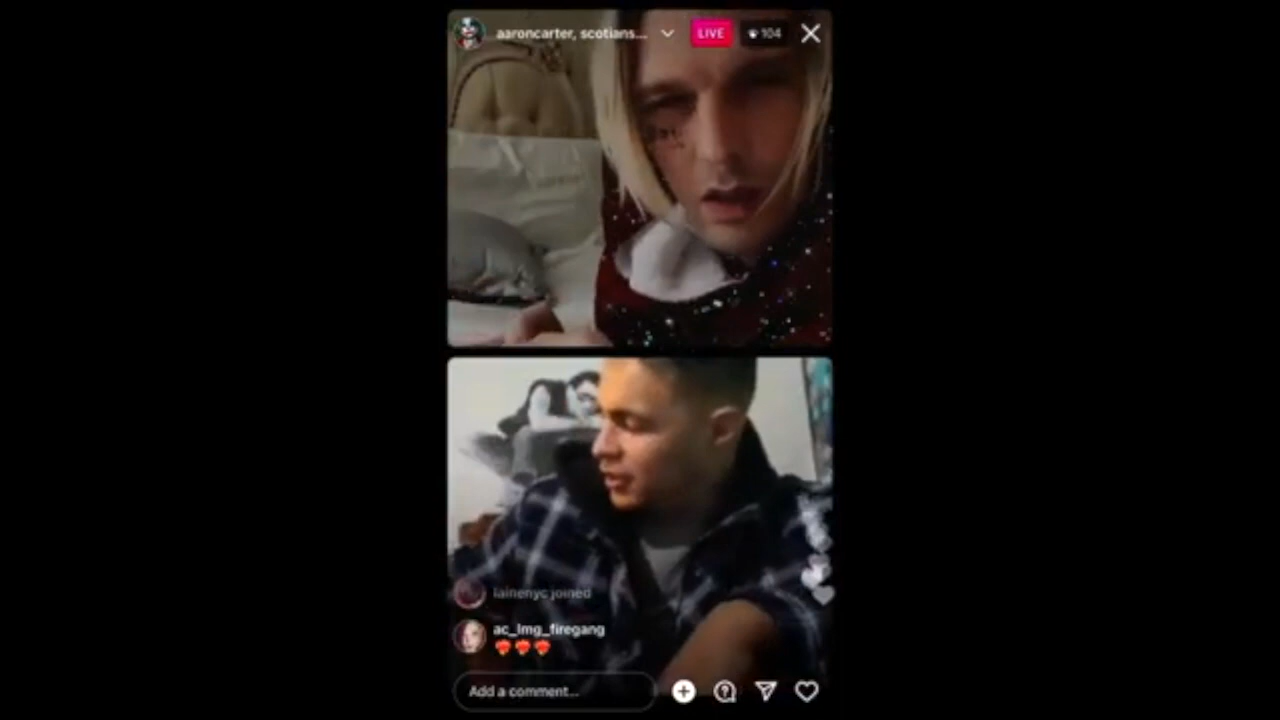 aaroncarter, scotians...
LIVE
104
lainenyc joined
ac_lmg_firegang
Add a comment...